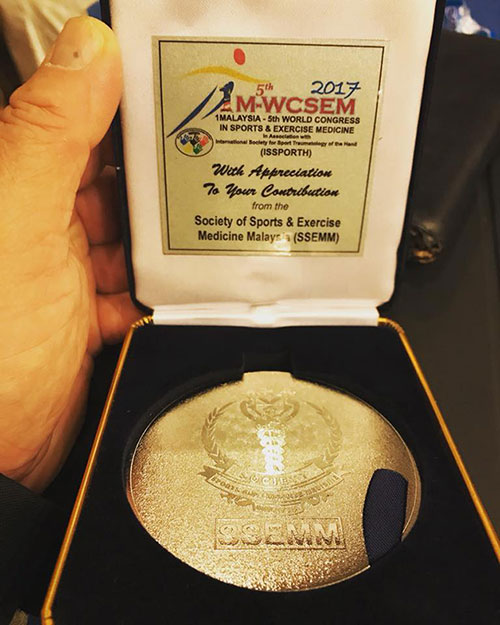 5th 2017
1M-WCSEM
1MALAYSIA - 5th WORLD CONGRESS
IN SPORTS & EXERCISE MEDICINE
In Association with
International Society for Sport Traumatology of the Hand
(ISSPORTH)
With Appreciation
To Your Contribution
from the
Society of Sports & Exercise
Medicine Malaysia (SSEMM)
SSEMM